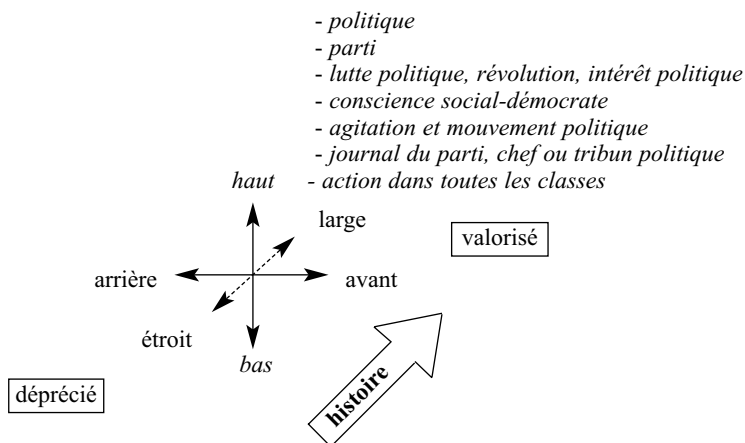 - politique
- parti
- lutte politique, révolution, intérêt politique
- conscience social-démocrate
- agitation et mouvement politique
- journal du parti, chef ou tribun politique
haut - action dans toutes les classes
large
valorisé
arrière avant
étroit
bas
histoire
déprécié